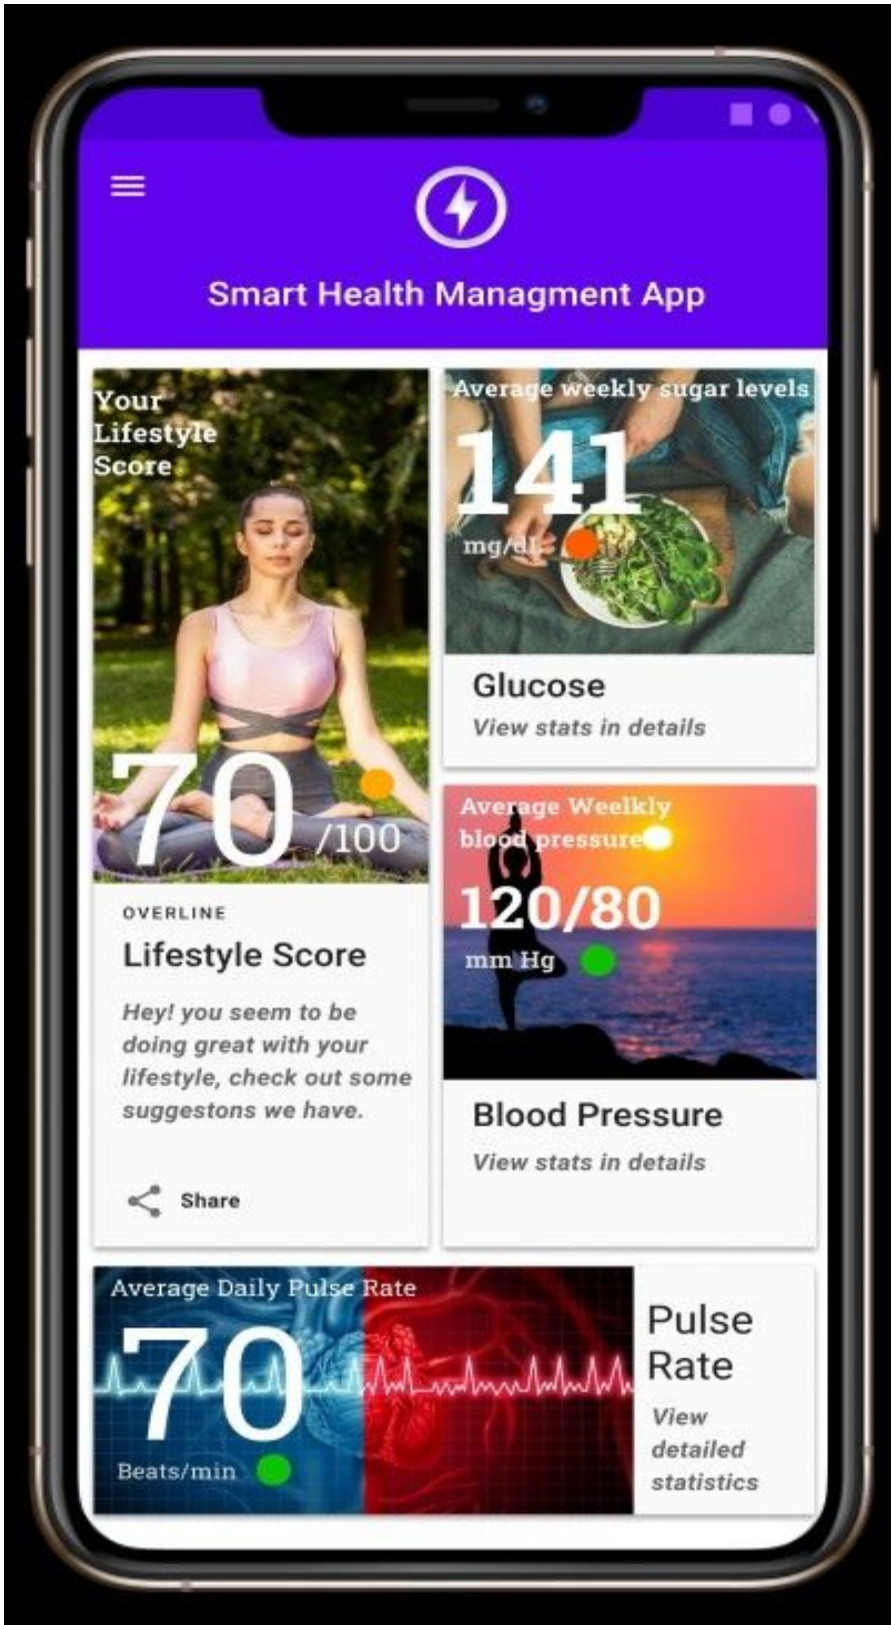 Smart Health Managment App
Your
Lifestyle
Score
70
/100
OVERLINE
Lifestyle Score
Hey! you seem to be
doing great with your
lifestyle, check out some
suggestons we have.
Share
Average weekly sugar levels
141
mg/dL
Glucose
View stats in details
Average Weelkly
blood pressure
120/80
mm Hg
Blood Pressure
View stats in details
Average Daily Pulse Rate
70
Beats/min
Pulse
Rate
View
detailed
statistics